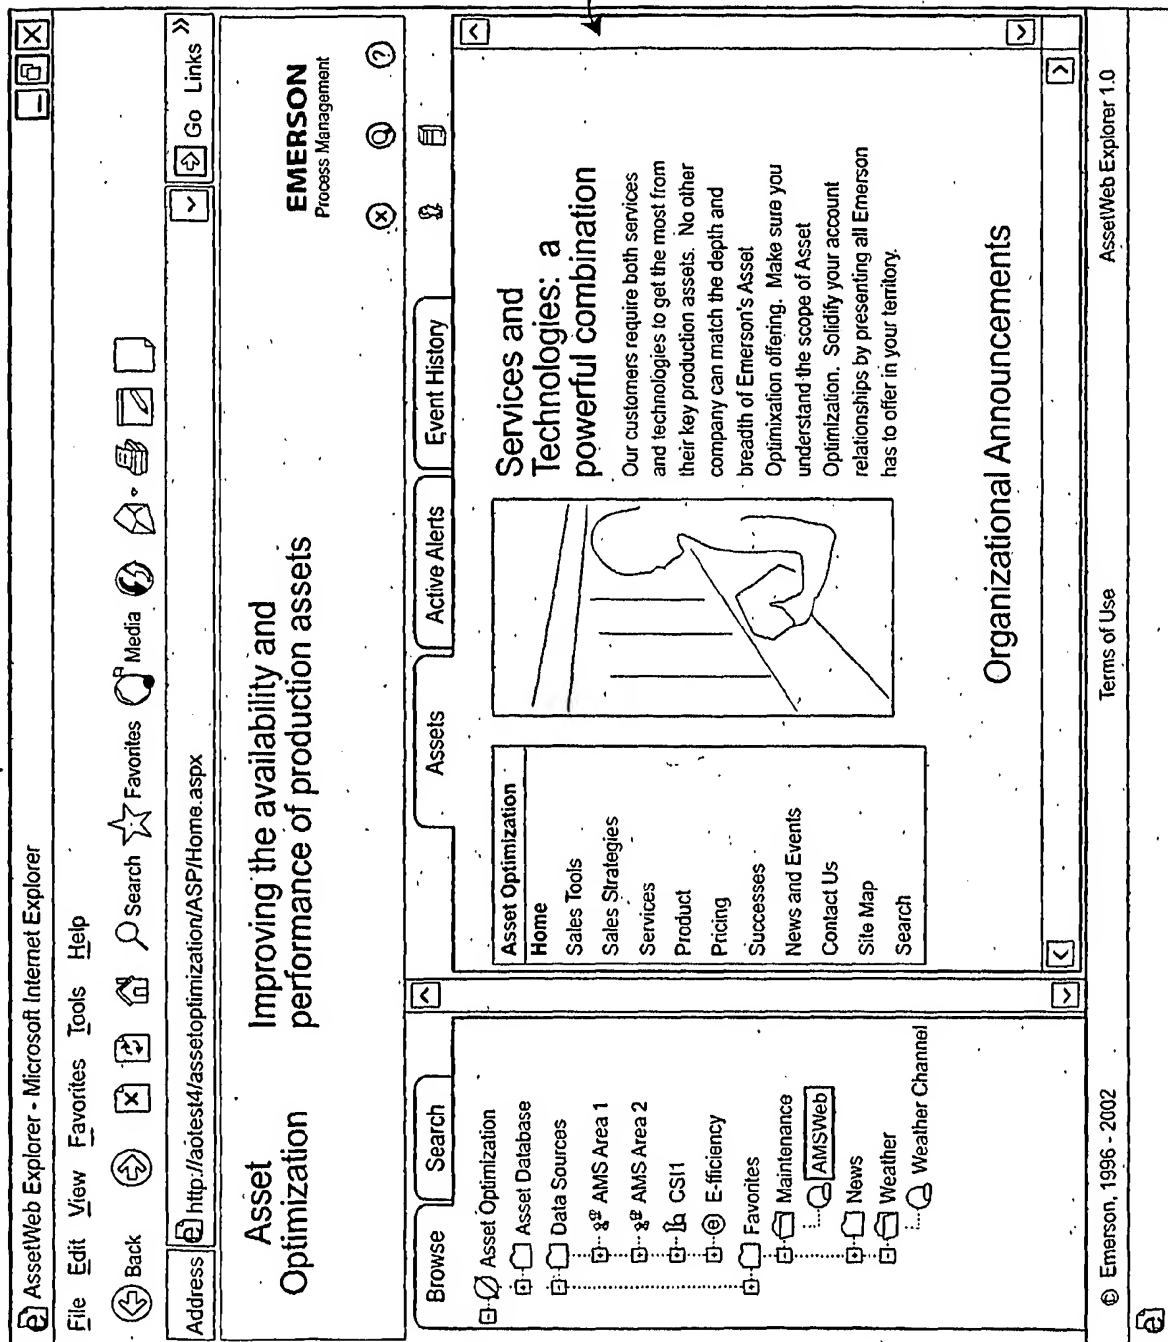 AssetWeb Explorer - Microsoft Internet Explorer
File Edit View Favorites Tools Help
Back Search Favorites Media
Address http://aotest4/assetoptimization/ASP/Home.aspx Go Links »
Asset
Optimization
Improving the availability and
performance of production assets
EMERSON
Process Management
Browse Search
Assets Active Alerts Event History
Asset Optimization
Asset Database
Data Sources
AMS Area 1
AMS Area 2
CSI1
E-fficiency
Favorites
Maintenance
AMSWeb
News
Weather
Weather Channel
Asset Optimization
Home
Sales Tools
Sales Strategies
Services
Product
Pricing
Successes
News and Events
Contact Us
Site Map
Search
Services and
Technologies: a
powerful combination
Our customers require both services
and technologies to get the most from
their key production assets. No other
company can match the depth and
breadth of Emerson's Asset
Optimixation offering. Make sure you
understand the scope of Asset
Optimization. Solidify your account
relationships by presenting all Emerson
has to offer in your territory.
Organizational Announcements
© Emerson, 1996 - 2002 Terms of Use AssetWeb Explorer 1.0